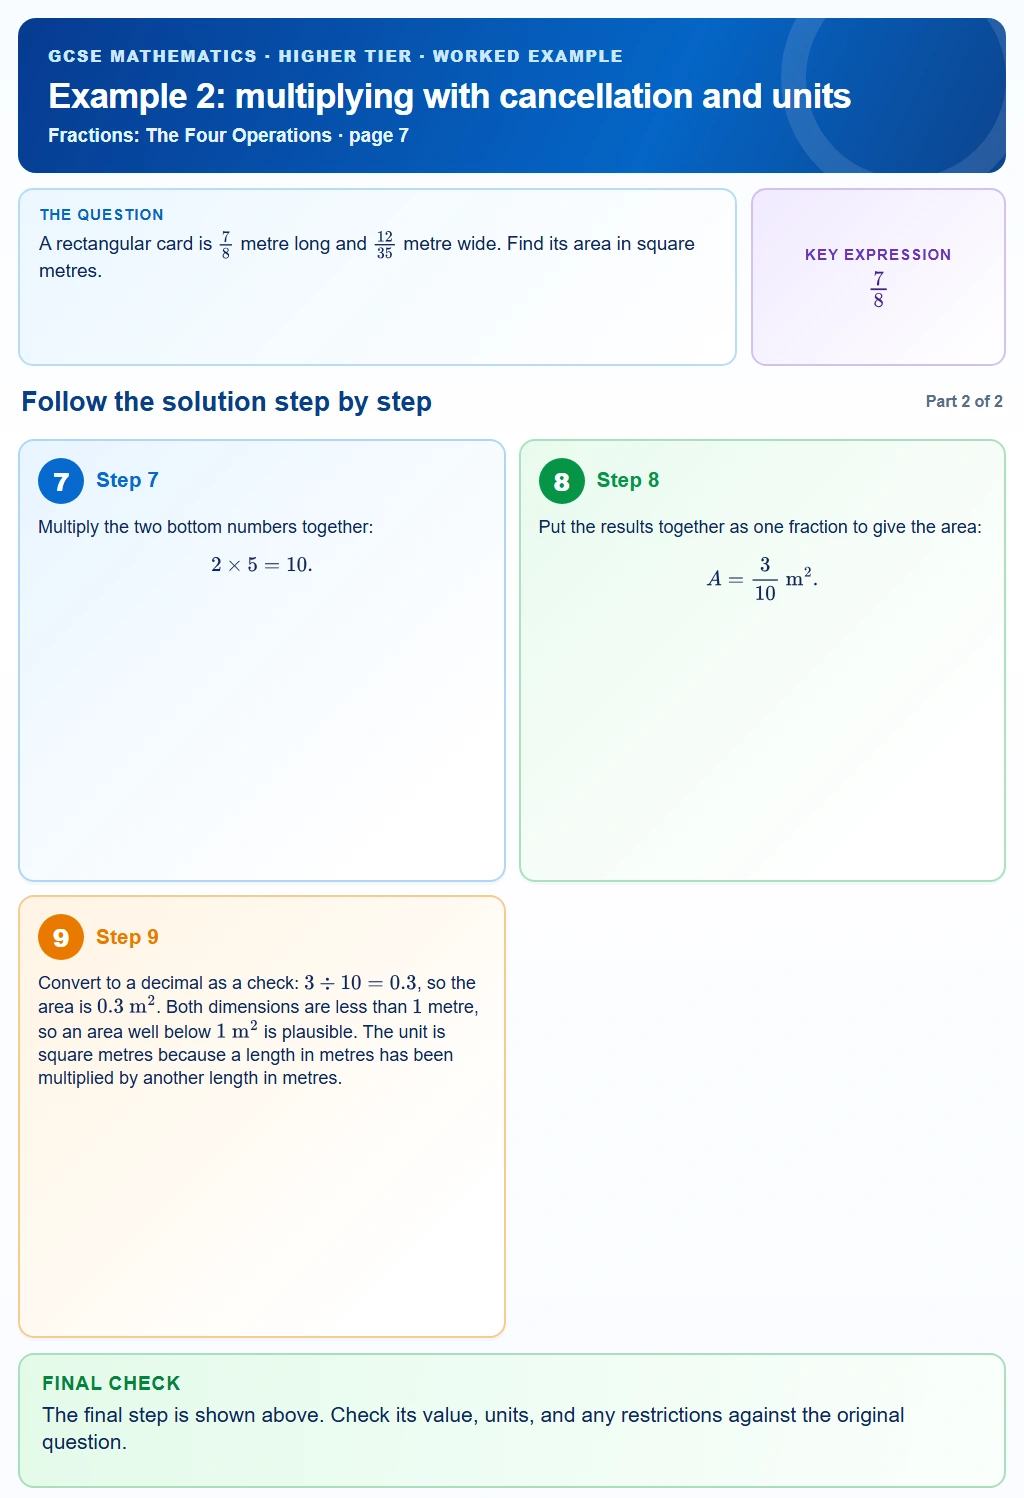 GCSE MATHEMATICS · HIGHER TIER · WORKED EXAMPLE
Example 2: multiplying with cancellation and units
Fractions: The Four Operations · page 7
THE QUESTION
A rectangular card is 7/8 metre long and 12/35 metre wide. Find its area in square
metres.
KEY EXPRESSION
7/8
Follow the solution step by step
Part 2 of 2
7 Step 7
Multiply the two bottom numbers together:
2 × 5 = 10.
8 Step 8
Put the results together as one fraction to give the area:
A = 3/10 m².
9 Step 9
Convert to a decimal as a check: 3 ÷ 10 = 0.3, so the
area is 0.3 m². Both dimensions are less than 1 metre,
so an area well below 1 m² is plausible. The unit is
square metres because a length in metres has been
multiplied by another length in metres.
FINAL CHECK
The final step is shown above. Check its value, units, and any restrictions against the original
question.